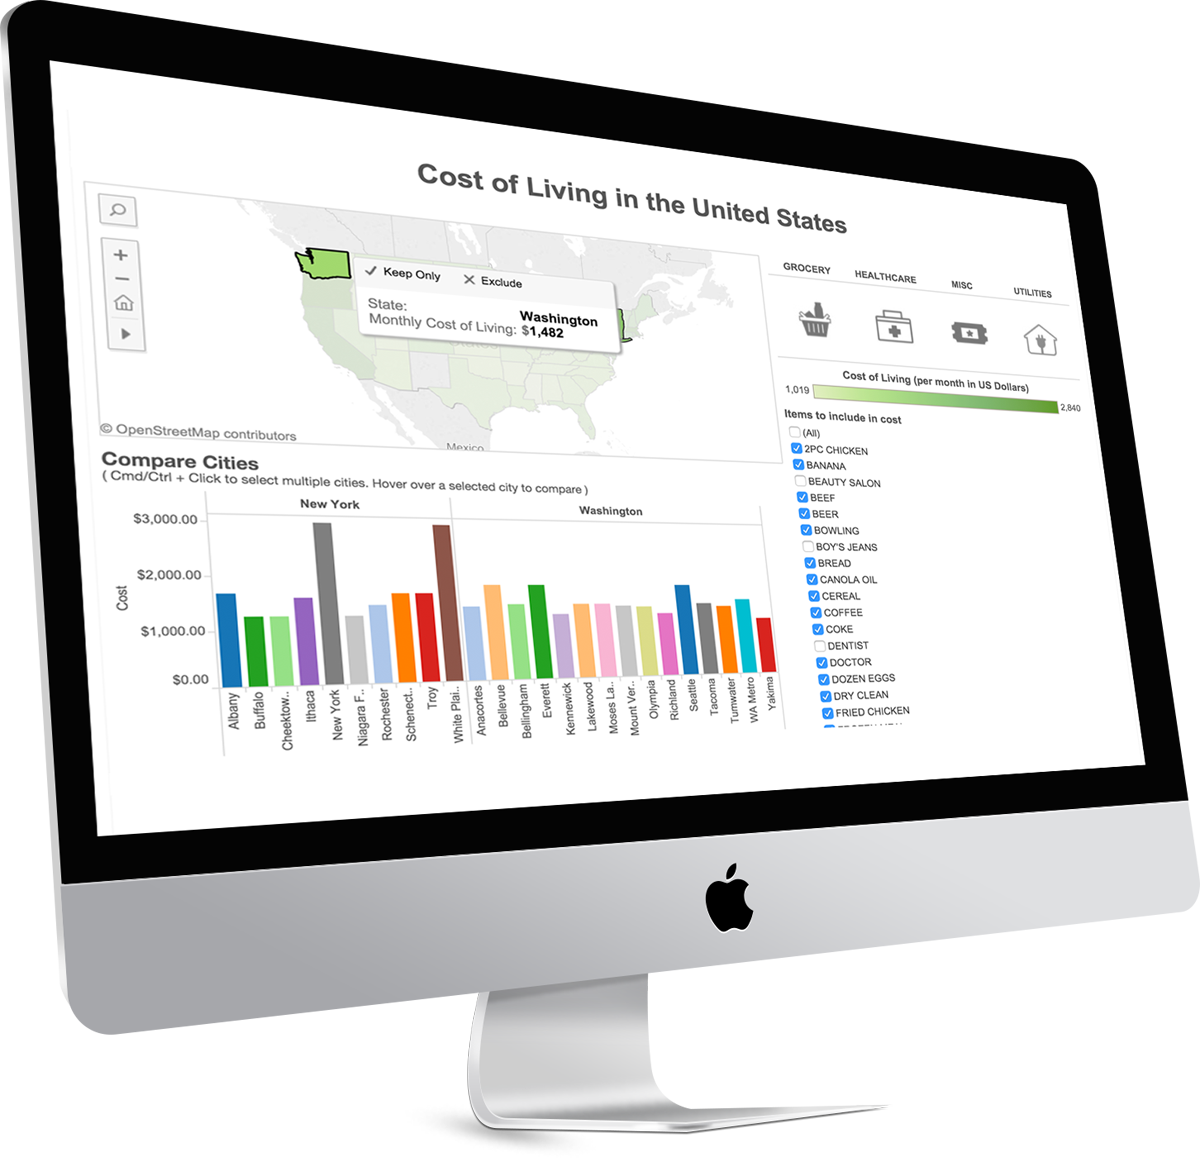 Cost of Living in the United States
Keep Only
Exclude
State:
Washington
Monthly Cost of Living: $1,482
Mexico
© OpenStreetMap contributors
GROCERY
HEALTHCARE
MISC
UTILITIES
Cost of Living (per month in US Dollars)
1,019
2,840
Items to include in cost
(All)
2PC CHICKEN
BANANA
BEAUTY SALON
BEEF
BEER
BOWLING
BOY'S JEANS
BREAD
CANOLA OIL
CEREAL
COFFEE
COKE
DENTIST
DOCTOR
DOZEN EGGS
DRY CLEAN
FRIED CHICKEN
Compare Cities
( Cmd/Ctrl + Click to select multiple cities. Hover over a selected city to compare )
New York
Washington
Cost
$3,000.00
$2,000.00
$1,000.00
$0.00
Albany
Buffalo
Cheektow..
Ithaca
New York
Niagara F..
Rochester
Schenect..
Troy
White Plai..
Anacortes
Bellevue
Bellingham
Everett
Kennewick
Lakewood
Moses La..
Mount Ver..
Olympia
Richland
Seattle
Tacoma
Tumwater
WA Metro
Yakima